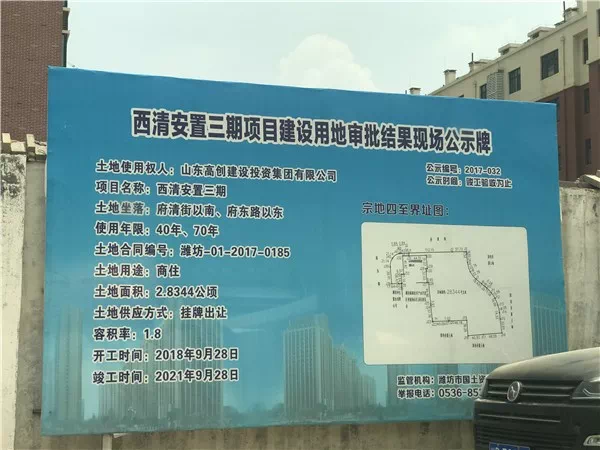 西清安置三期项目建设用地审批结果现场公示牌
公示编号：2017-032
公示时限：竣工验收为止
土地使用权人：山东高创建设投资集团有限公司
项目名称：西清安置三期
土地坐落：府清街以南、府东路以东
使用年限：40年、70年
土地合同编号：潍坊-01-2017-0185
土地用途：商住
土地面积：2.8344公顷
土地供应方式：挂牌出让
容积率：1.8
开工时间：2018年9月28日
竣工时间：2021年9月28日
宗地四至界址图：
监管机构：潍坊市国土资
举报电话：0536-85